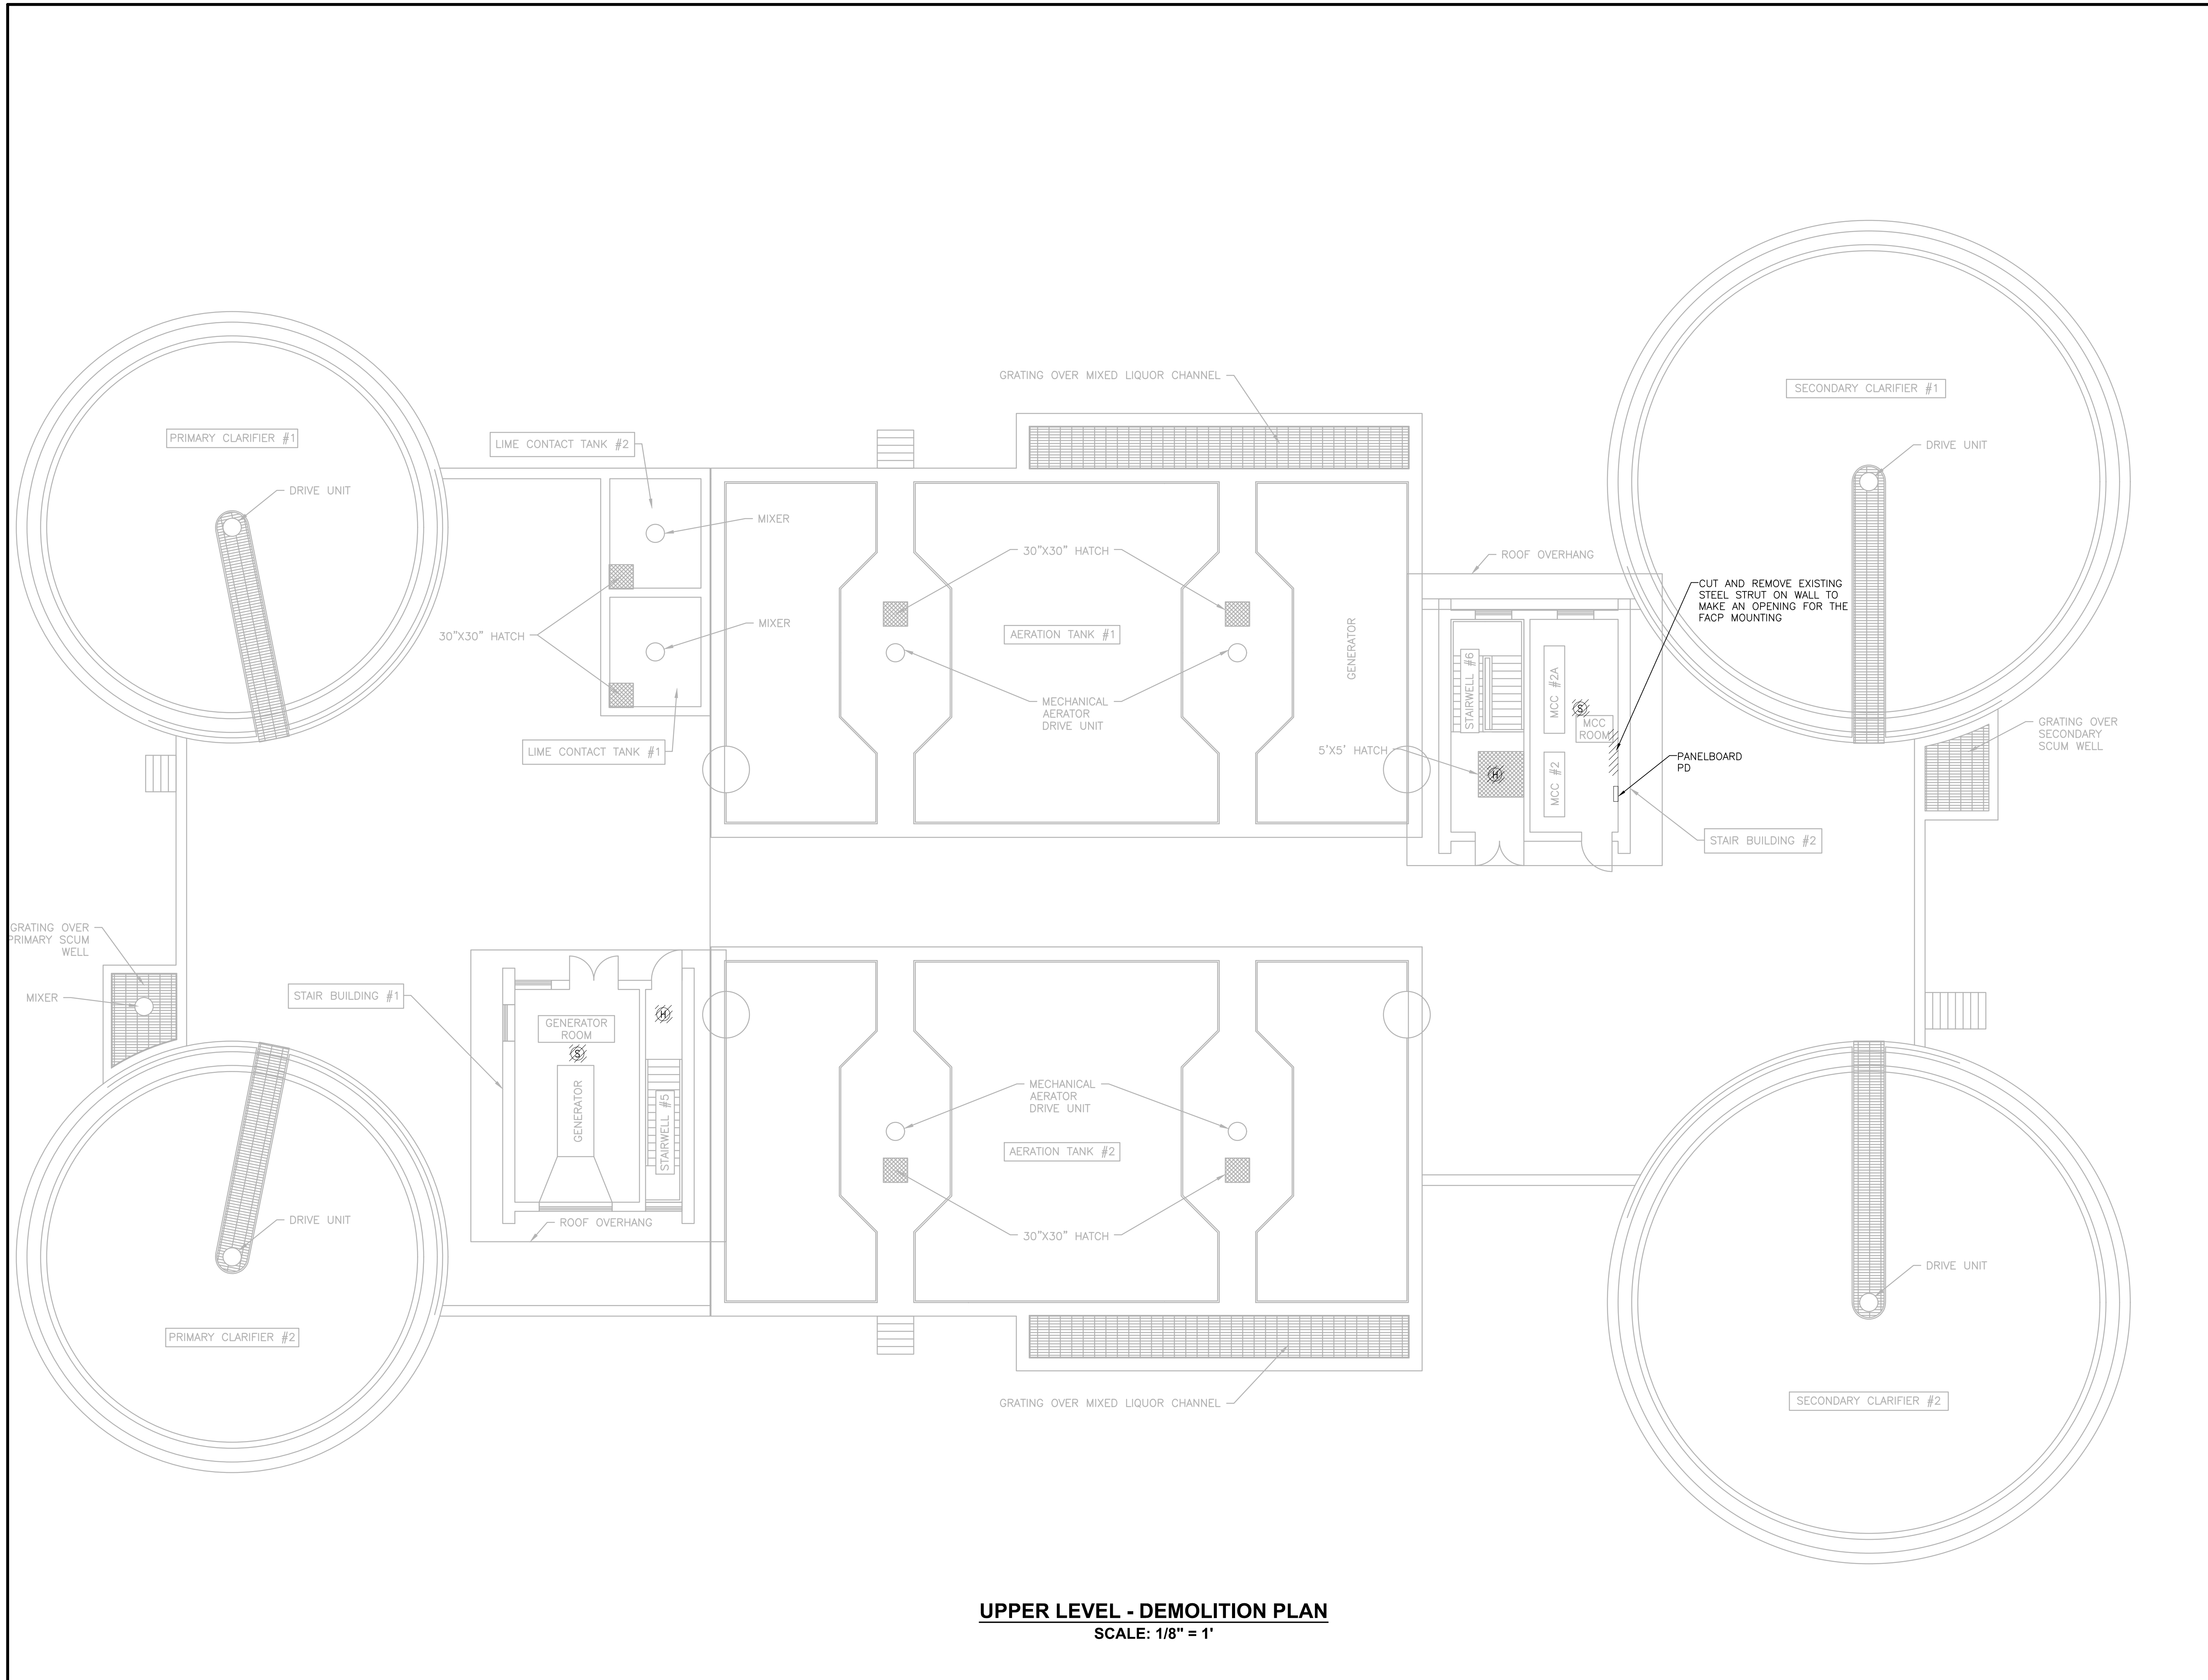 GRATING OVER MIXED LIQUOR CHANNEL
SECONDARY CLARIFIER #1
PRIMARY CLARIFIER #1
LIME CONTACT TANK #2
DRIVE UNIT
DRIVE UNIT
MIXER
30"X30" HATCH
ROOF OVERHANG
CUT AND REMOVE EXISTING
STEEL STRUT ON WALL TO
MAKE AN OPENING FOR THE
FACP MOUNTING
MIXER
30"X30" HATCH
AERATION TANK #1
GENERATOR
STAIRWELL #6
MCC #2A
S
MCC
ROOM
MECHANICAL
AERATOR
DRIVE UNIT
GRATING OVER
SECONDARY
SCUM WELL
LIME CONTACT TANK #1
5'X5' HATCH
H
MCC #2
PANELBOARD
PD
STAIR BUILDING #2
GRATING OVER
PRIMARY SCUM
WELL
MIXER
STAIR BUILDING #1
GENERATOR
ROOM
H
S
GENERATOR
STAIRWELL #5
MECHANICAL
AERATOR
DRIVE UNIT
AERATION TANK #2
DRIVE UNIT
ROOF OVERHANG
30"X30" HATCH
DRIVE UNIT
PRIMARY CLARIFIER #2
GRATING OVER MIXED LIQUOR CHANNEL
SECONDARY CLARIFIER #2
UPPER LEVEL - DEMOLITION PLAN
SCALE: 1/8" = 1'